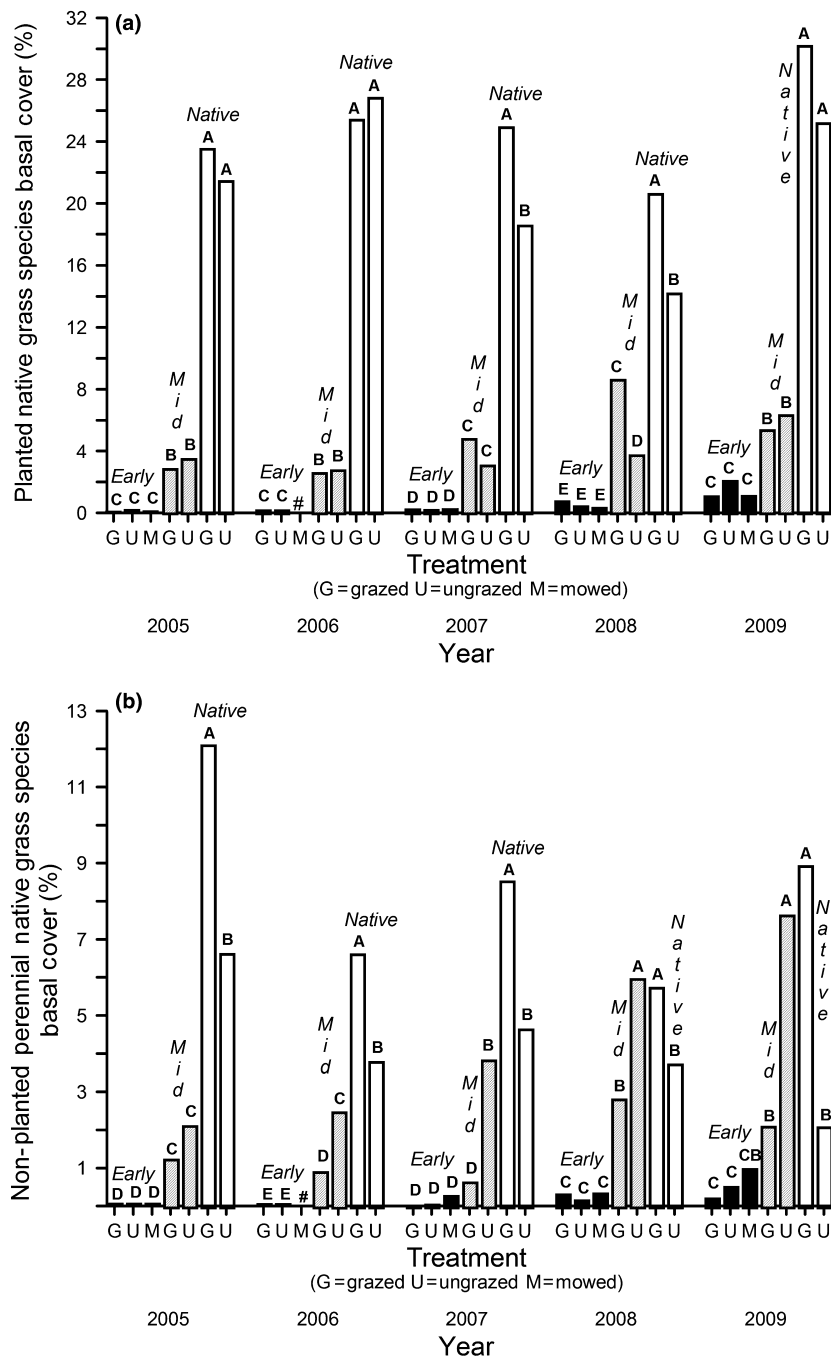 (a)
Planted native grass species basal cover (%)
32
28
24
20
16
12
8
4
0
Early
C C C
Mid
B B
Native
A A
Early
C C #
Mid
B B
Native
A A
Early
D D D
Mid
C C
Native
A B
Early
E E E
Mid
C D
Native
A B
Early
C C C
Mid
B B
Native
A A
G U M G U G U G U M G U G U G U M G U G U G U M G U G U G U M G U G U
Treatment
(G=grazed U=ungrazed M=mowed)
2005 2006 2007 2008 2009
Year
(b)
Non-planted perennial native grass species
basal cover (%)
13
11
9
7
5
3
1
Early
D D D
Mid
C C
Native
A B
Early
E E #
Mid
D C
Native
A B
Early
D D D
Mid
D B
Native
A B
Early
C C C
Mid
B A
Native
A B
Early
C C CB
Mid
B A
Native
A B
G U M G U G U G U M G U G U G U M G U G U G U M G U G U G U M G U G U
Treatment
(G=grazed U=ungrazed M=mowed)
2005 2006 2007 2008 2009
Year